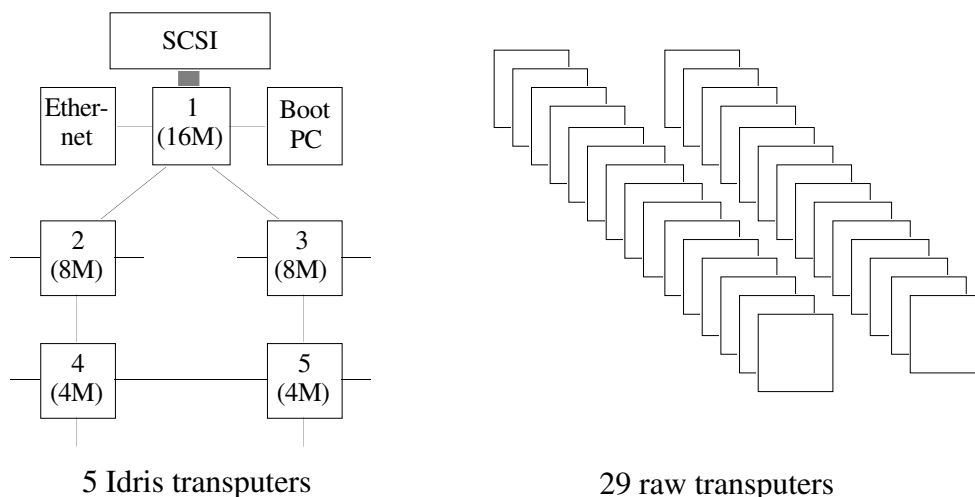 SCSI
Ether-
net
1
(16M)
Boot
PC
2
(8M)
3
(8M)
4
(4M)
5
(4M)
5 Idris transputers
29 raw transputers